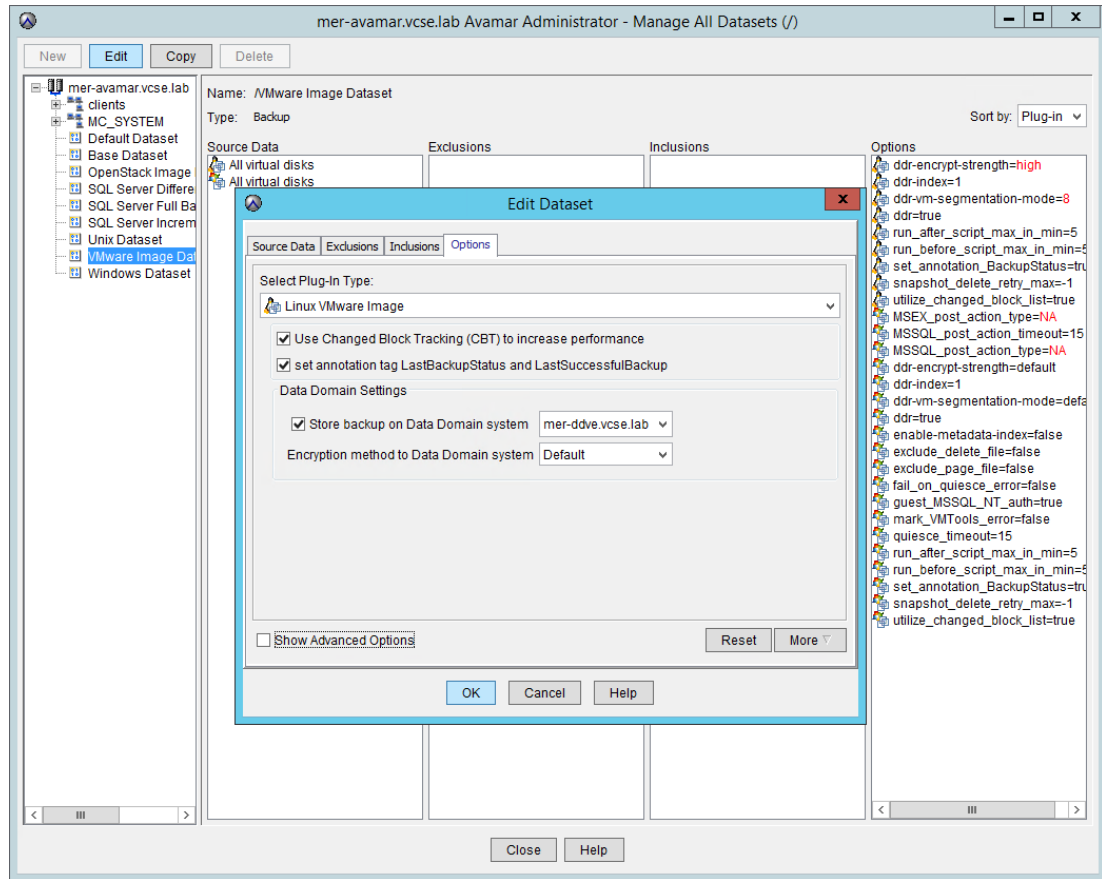 mer-avamar.vcse.lab Avamar Administrator - Manage All Datasets (/)
New Edit Copy Delete
mer-avamar.vcse.lab
clients
MC_SYSTEM
Default Dataset
Base Dataset
OpenStack Image
SQL Server Differe
SQL Server Full Ba
SQL Server Increm
Unix Dataset
VMware Image Dat
Windows Dataset
Name: /VMware Image Dataset
Type: Backup
Sort by: Plug-in
Source Data Exclusions Inclusions Options
All virtual disks
All virtual disks
Edit Dataset
Source Data Exclusions Inclusions Options
Select Plug-In Type:
Linux VMware Image
Use Changed Block Tracking (CBT) to increase performance
set annotation tag LastBackupStatus and LastSuccessfulBackup
Data Domain Settings
Store backup on Data Domain system mer-ddve.vcse.lab
Encryption method to Data Domain system Default
Show Advanced Options Reset More
OK Cancel Help
ddr-encrypt-strength=high
ddr-index=1
ddr-vm-segmentation-mode=8
ddr=true
run_after_script_max_in_min=5
run_before_script_max_in_min=5
set_annotation_BackupStatus=tru
snapshot_delete_retry_max=-1
utilize_changed_block_list=true
MSEX_post_action_type=NA
MSSQL_post_action_timeout=15
MSSQL_post_action_type=NA
ddr-encrypt-strength=default
ddr-index=1
ddr-vm-segmentation-mode=defa
ddr=true
enable-metadata-index=false
exclude_delete_file=false
exclude_page_file=false
fail_on_quiesce_error=false
guest_MSSQL_NT_auth=true
mark_VMTools_error=false
quiesce_timeout=15
run_after_script_max_in_min=5
run_before_script_max_in_min=5
set_annotation_BackupStatus=tru
snapshot_delete_retry_max=-1
utilize_changed_block_list=true
Close Help